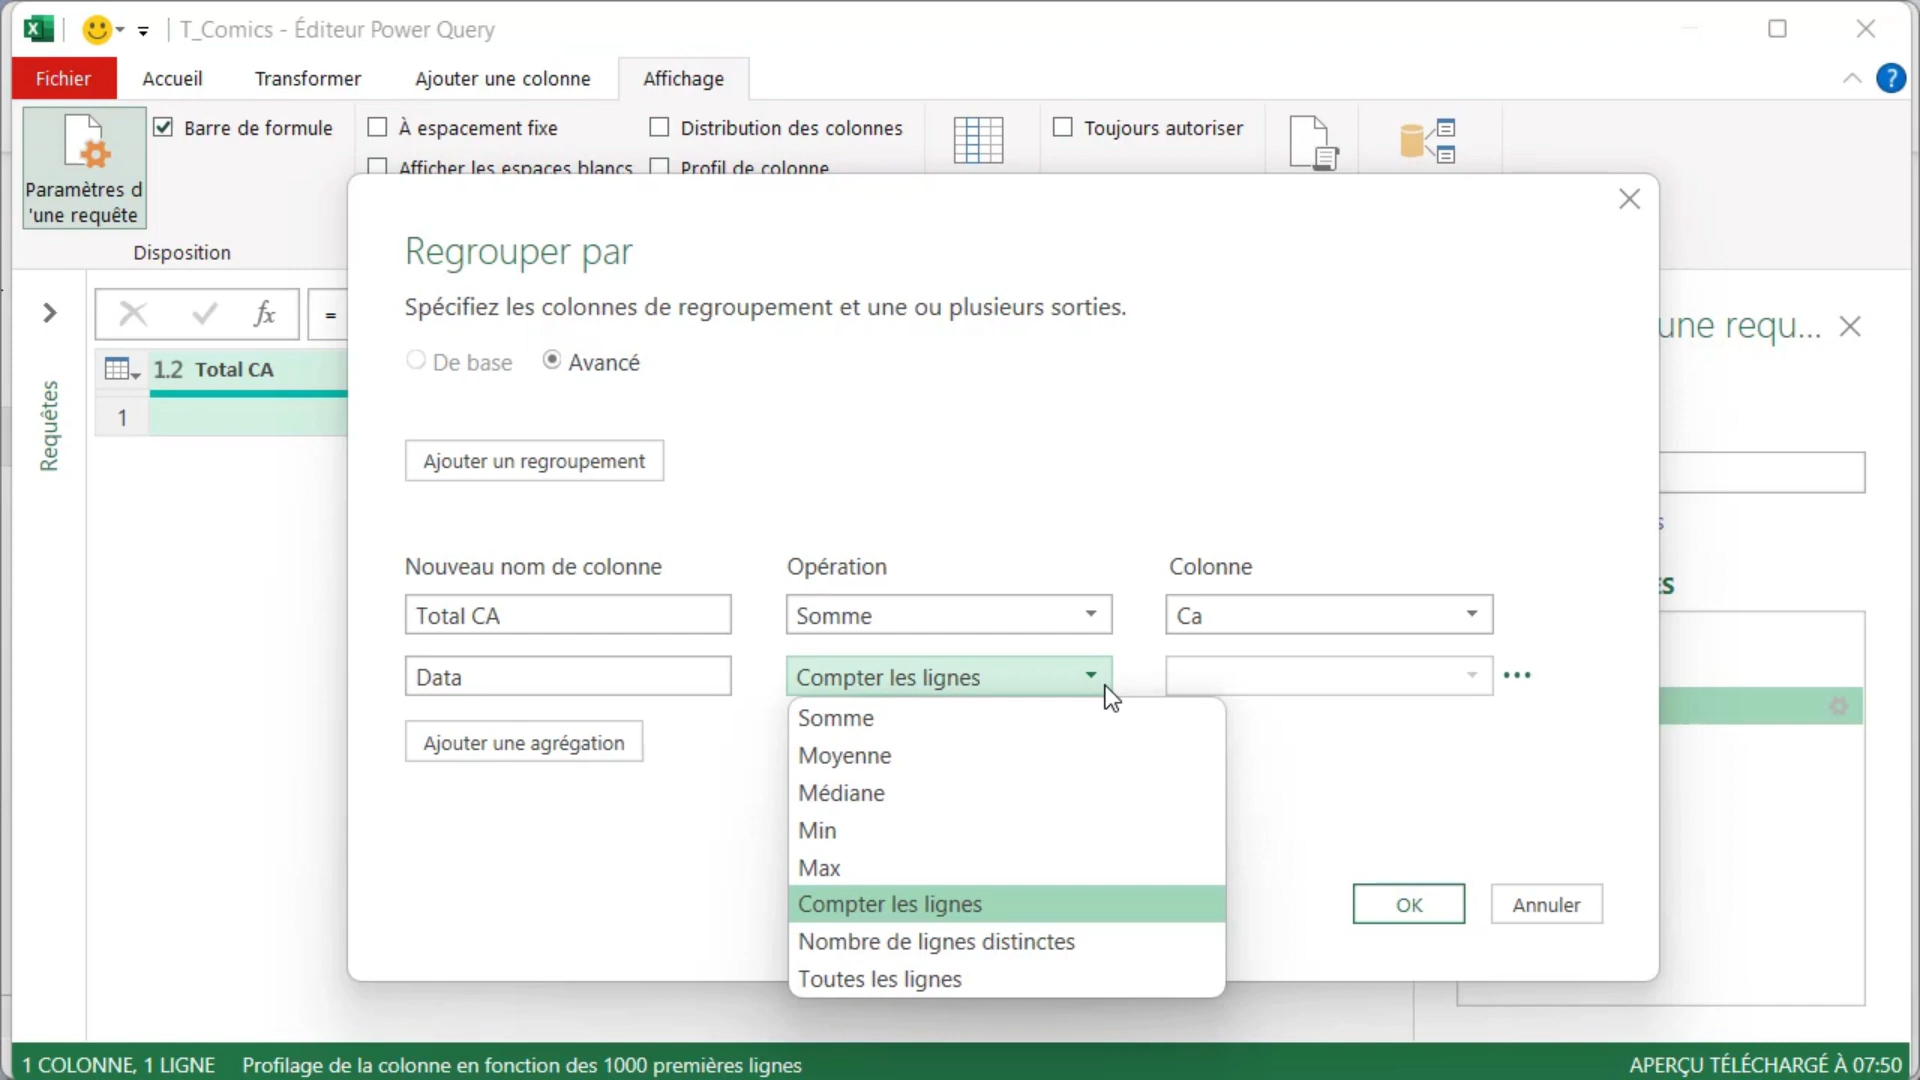 T_Comics - Éditeur Power Query
Fichier
Accueil
Transformer
Ajouter une colonne
Affichage
?
Paramètres d
'une requête
Barre de formule
À espacement fixe
Afficher les espaces blancs
Distribution des colonnes
Profil de colonne
Toujours autoriser
Disposition
Requêtes
fx
=
1.2 Total CA
1
Regrouper par
Spécifiez les colonnes de regroupement et une ou plusieurs sorties.
De base
Avancé
Ajouter un regroupement
Nouveau nom de colonne
Opération
Colonne
Total CA
Somme
Ca
Data
Compter les lignes
Ajouter une agrégation
Somme
Moyenne
Médiane
Min
Max
Compter les lignes
Nombre de lignes distinctes
Toutes les lignes
OK
Annuler
une requ...
1 COLONNE, 1 LIGNE
Profilage de la colonne en fonction des 1000 premières lignes
APERÇU TÉLÉCHARGÉ À 07:50